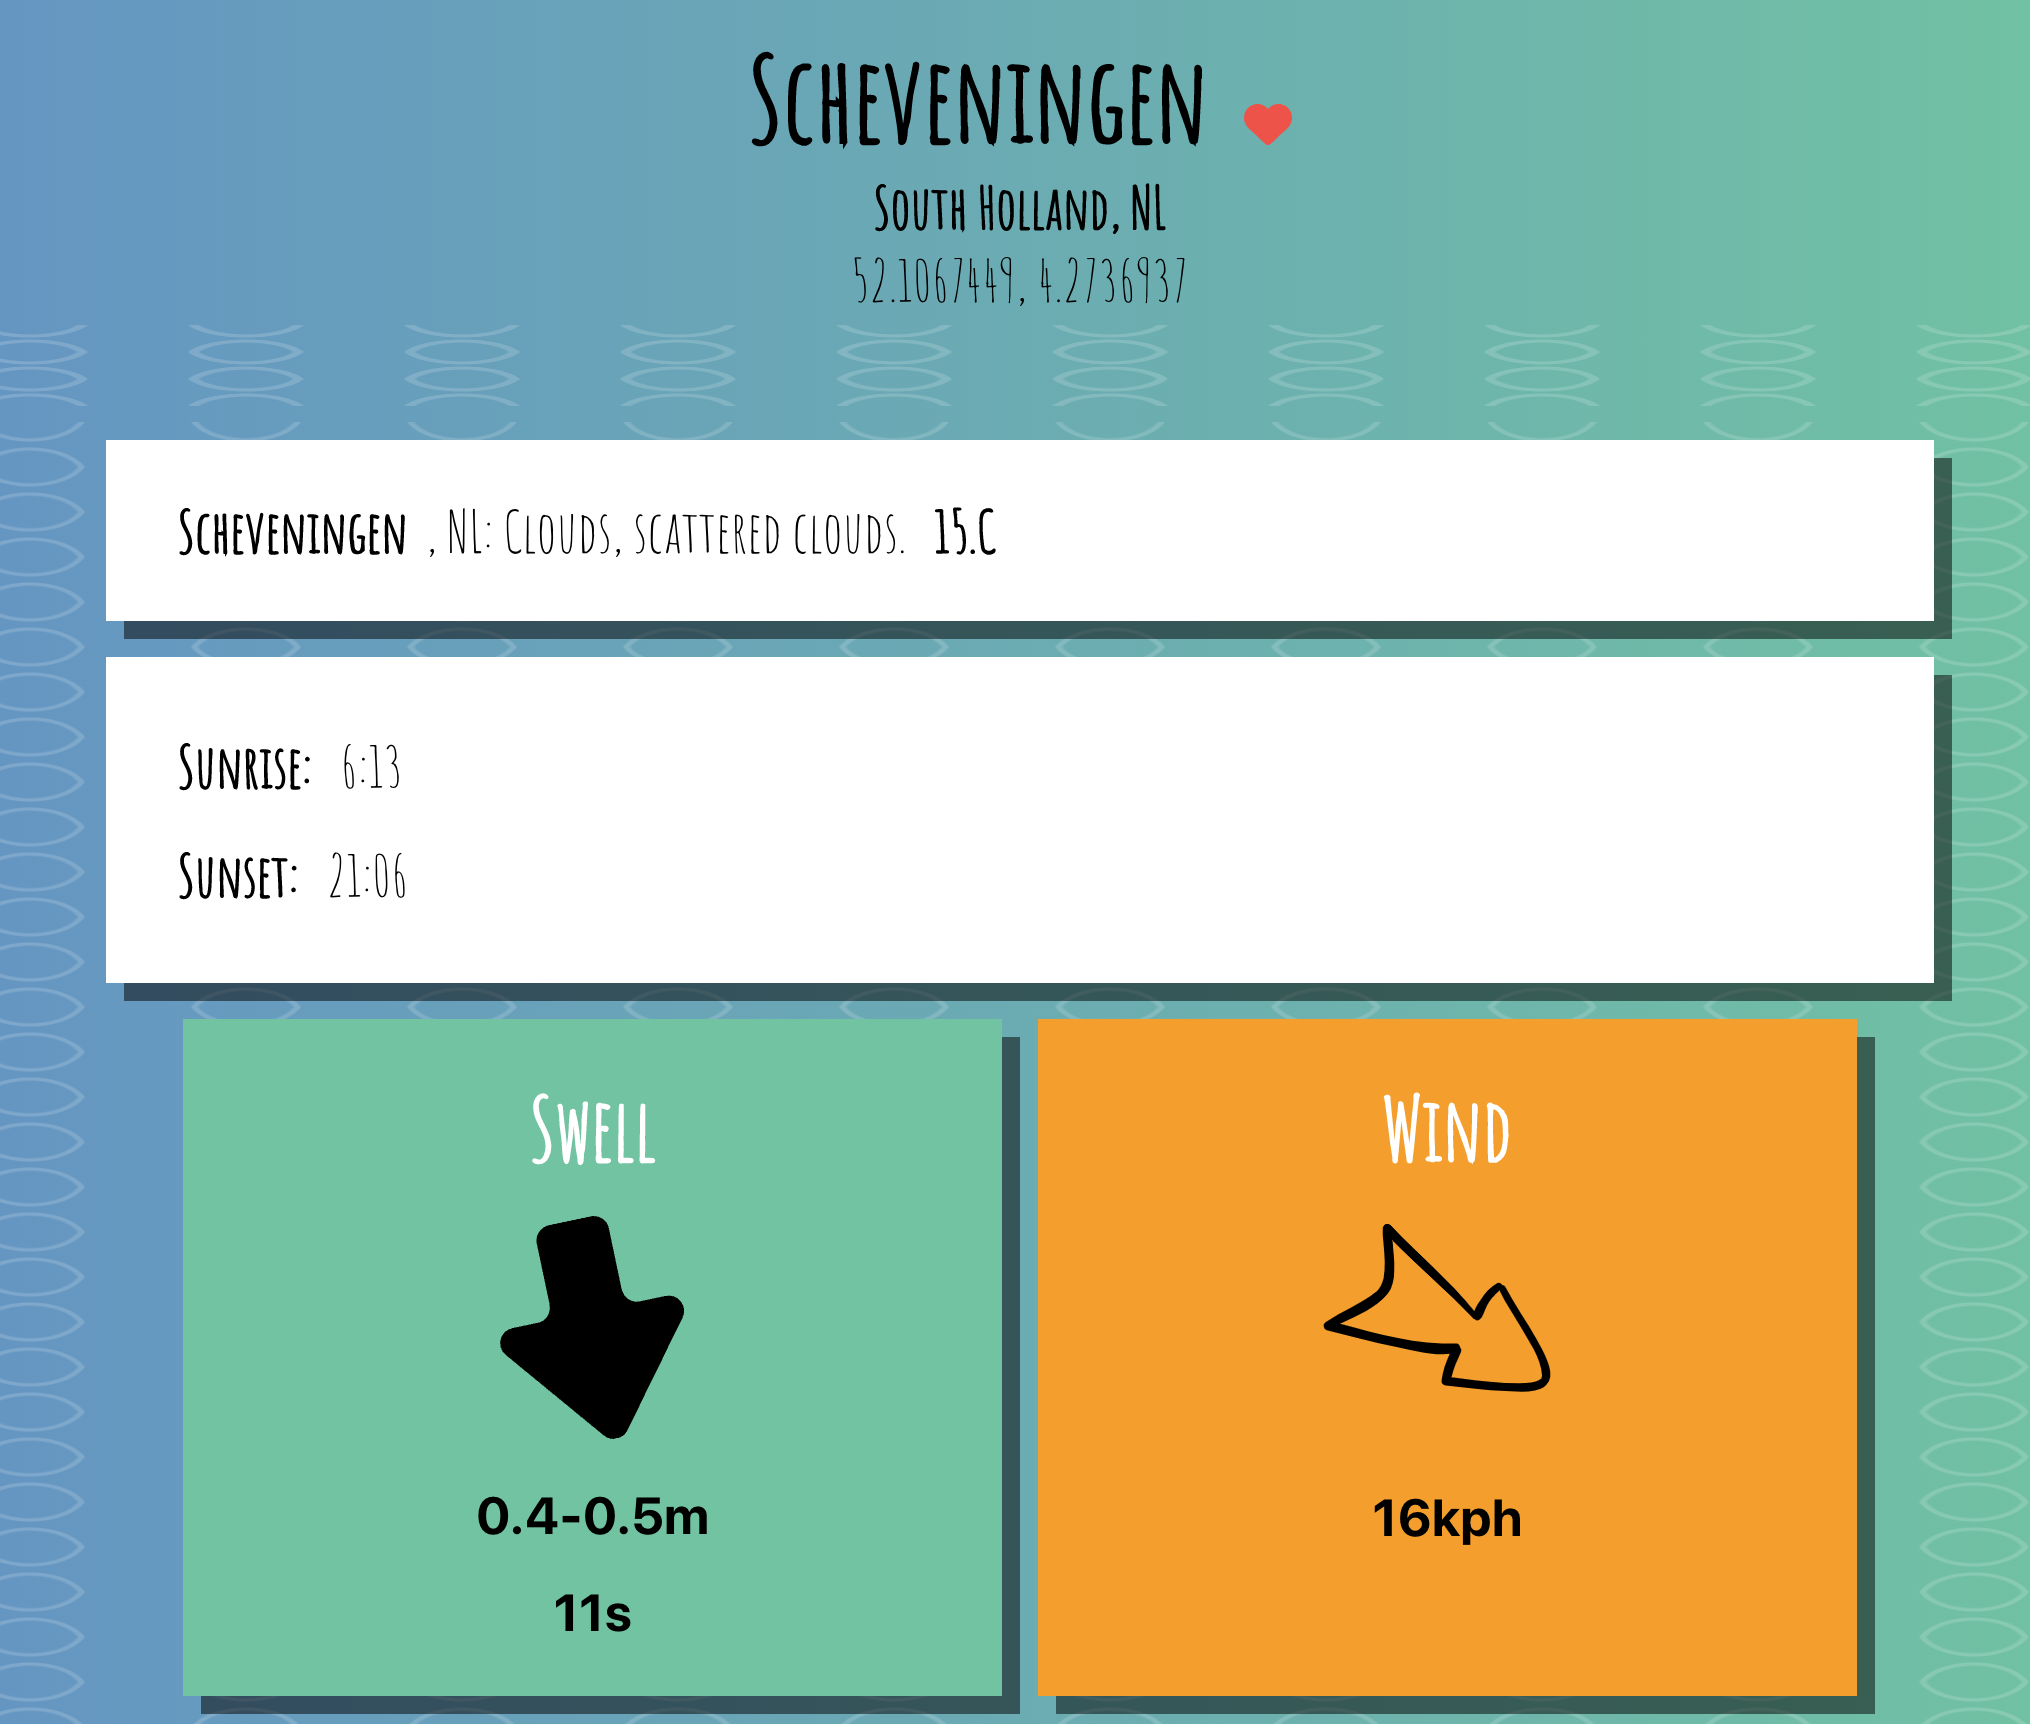 Scheveningen
South Holland, NL
52.1067449, 4.2736937
Scheveningen , NL: Clouds, scattered clouds. 15.C
Sunrise: 6:13
Sunset: 21:06
Swell
Wind
0.4-0.5m
16kph
11s